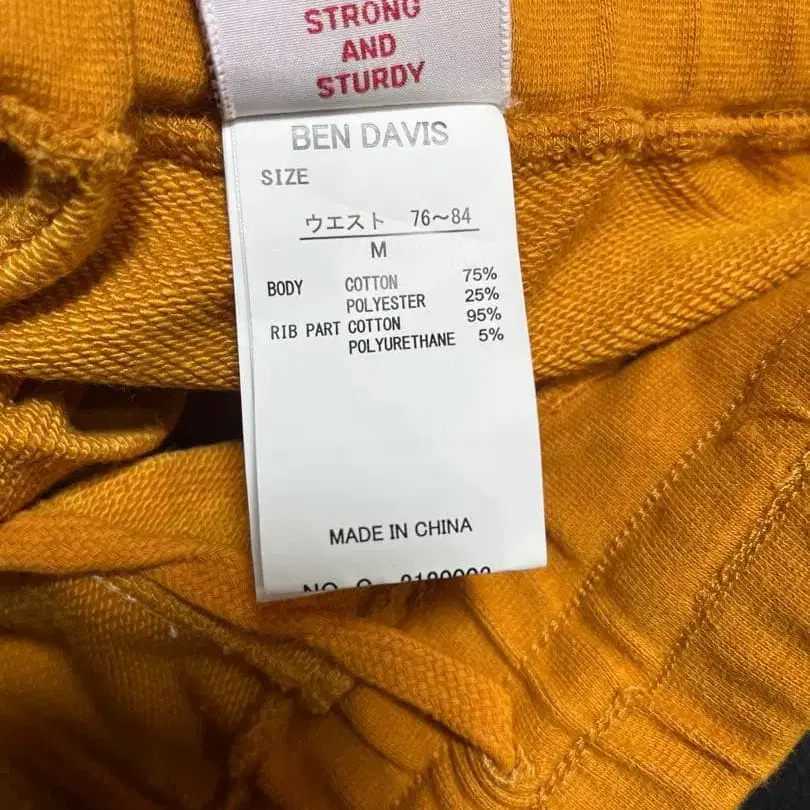 STRONG
AND
STURDY
BEN DAVIS
SIZE
ウエスト 76～84
M
BODY COTTON 75%
POLYESTER 25%
RIB PART COTTON 95%
POLYURETHANE 5%
MADE IN CHINA